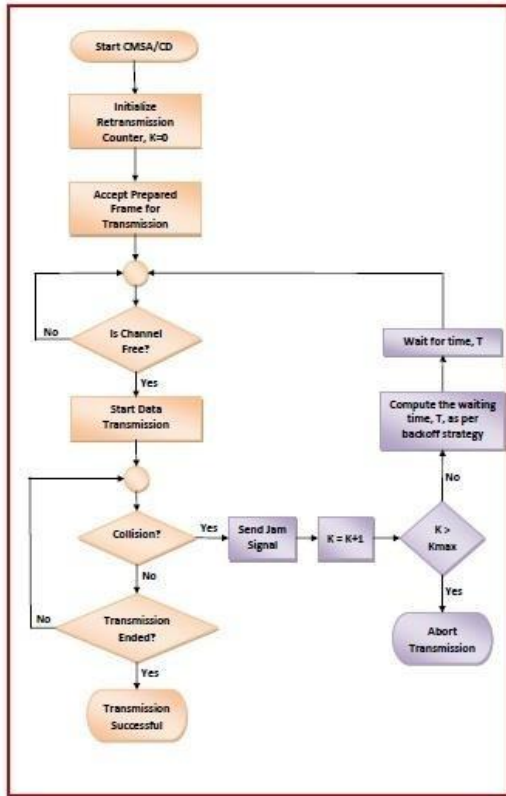 Start CMSA/CD
Initialize
Retransmission
Counter, K=0
Accept Prepared
Frame for
Transmission
No
Is Channel
Free?
Yes
Start Data
Transmission
Collision?
Yes
No
No
Transmission
Ended?
Yes
Transmission
Successful
Send Jam
Signal
K = K+1
K >
Kmax
No
Yes
Abort
Transmission
Compute the waiting
time, T, as per
backoff strategy
Wait for time, T